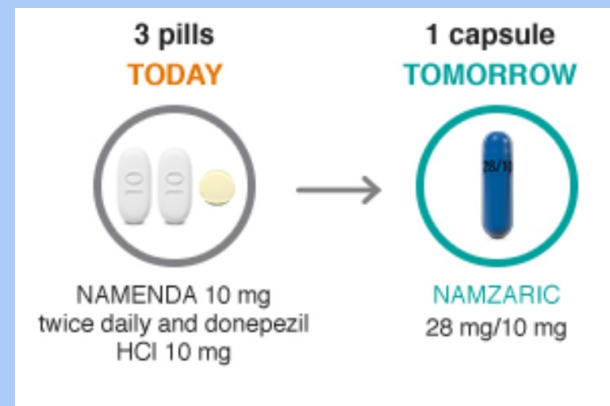 3 pills
TODAY
1 capsule
TOMORROW
10
10
28/10
NAMENDA 10 mg
twice daily and donepezil
HCl 10 mg
NAMZARIC
28 mg/10 mg